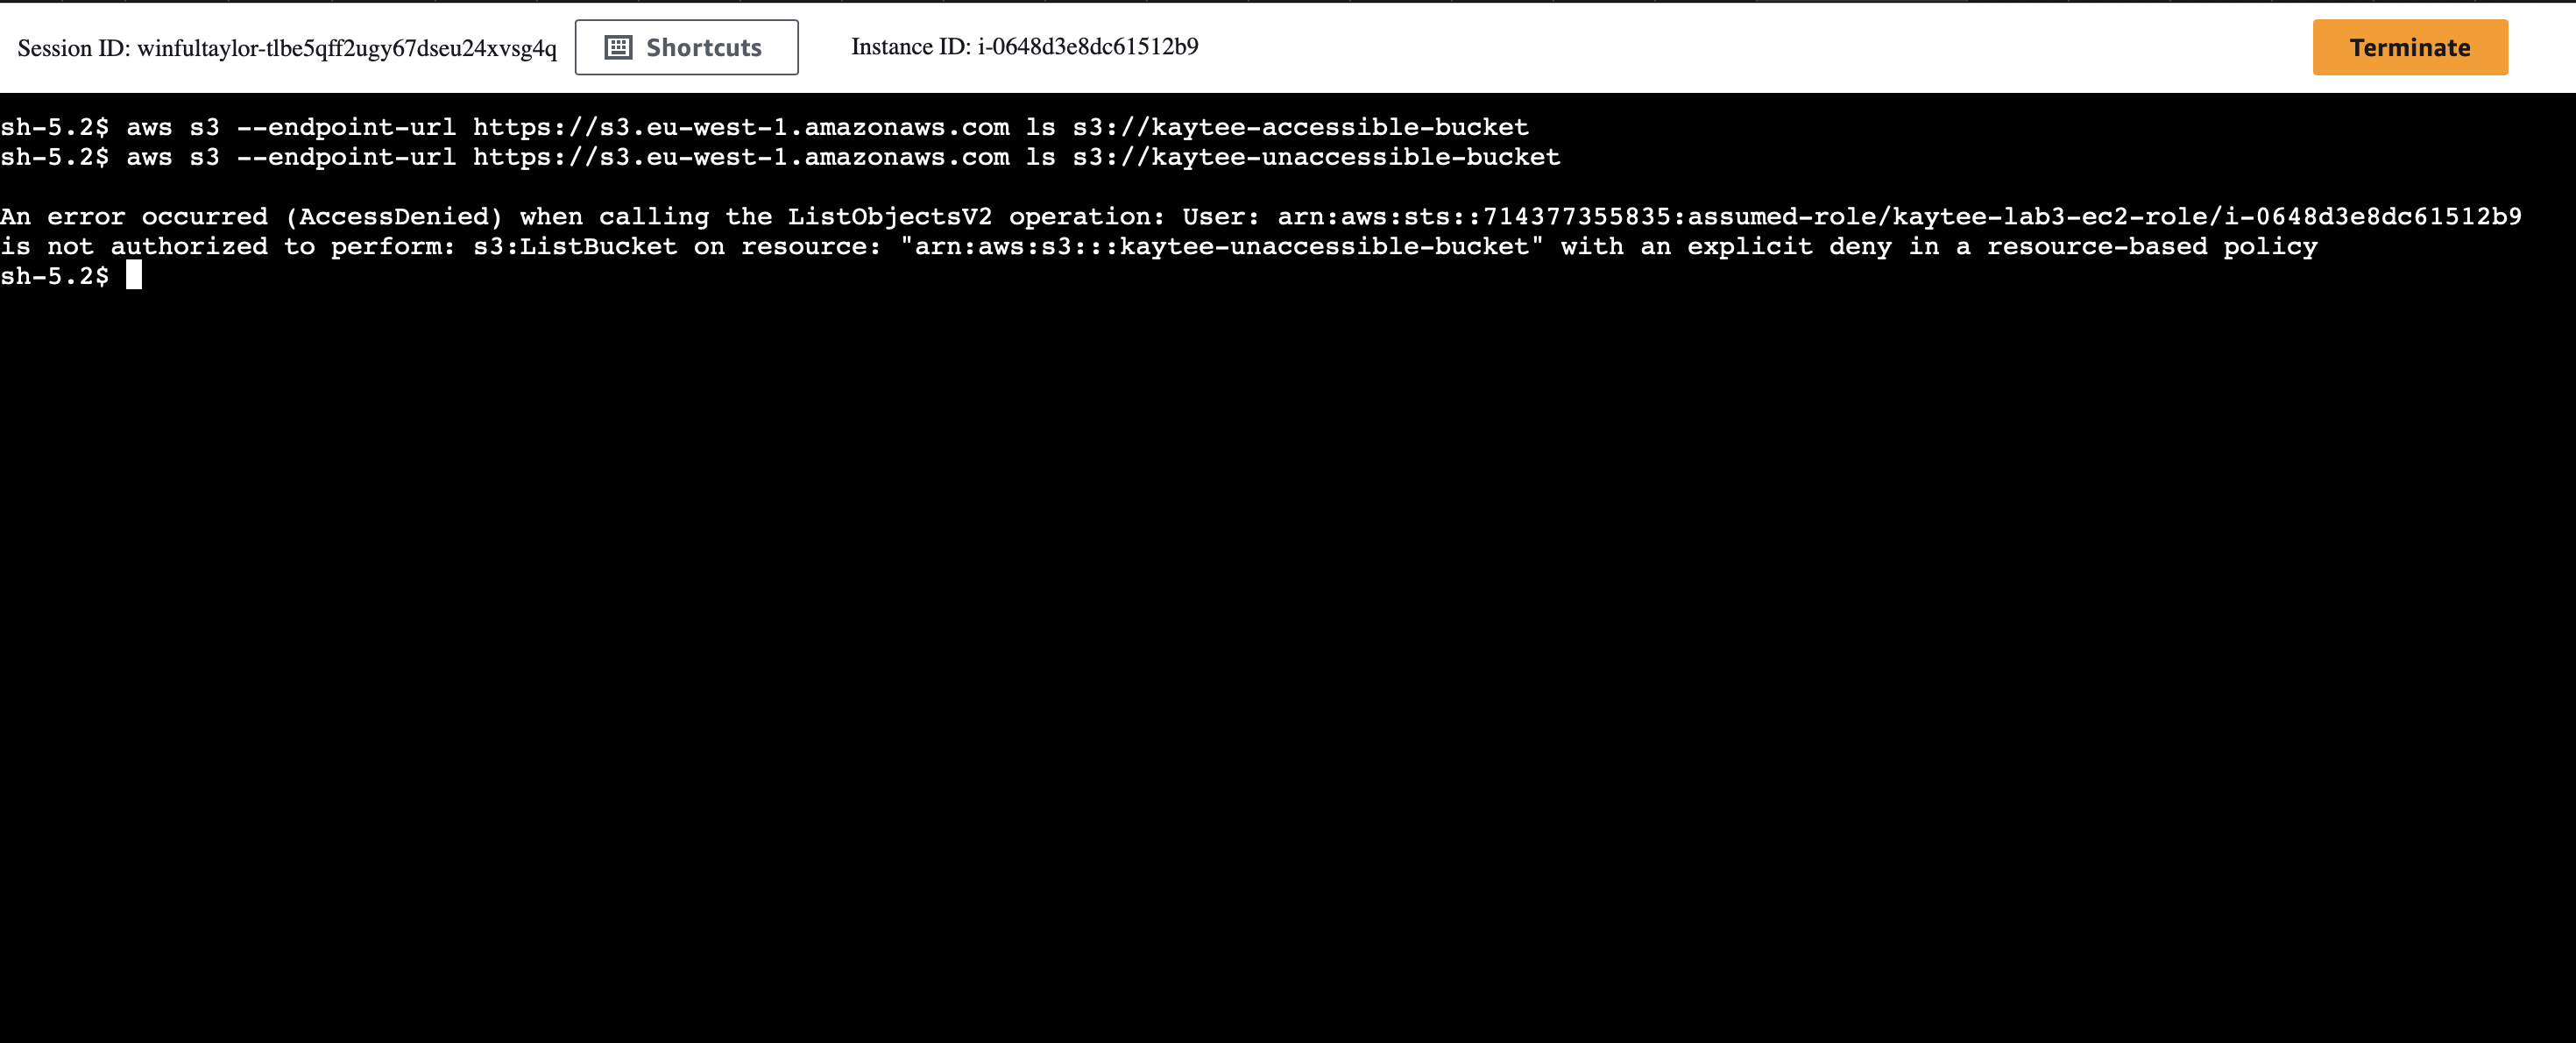 Session ID: winfultaylor-tlbe5qff2ugy67dseu24xvsg4q Shortcuts Instance ID: i-0648d3e8dc61512b9 Terminate
sh-5.2$ aws s3 --endpoint-url https://s3.eu-west-1.amazonaws.com ls s3://kaytee-accessible-bucket
sh-5.2$ aws s3 --endpoint-url https://s3.eu-west-1.amazonaws.com ls s3://kaytee-unaccessible-bucket
An error occurred (AccessDenied) when calling the ListObjectsV2 operation: User: arn:aws:sts::714377355835:assumed-role/kaytee-lab3-ec2-role/i-0648d3e8dc61512b9
is not authorized to perform: s3:ListBucket on resource: "arn:aws:s3:::kaytee-unaccessible-bucket" with an explicit deny in a resource-based policy
sh-5.2$